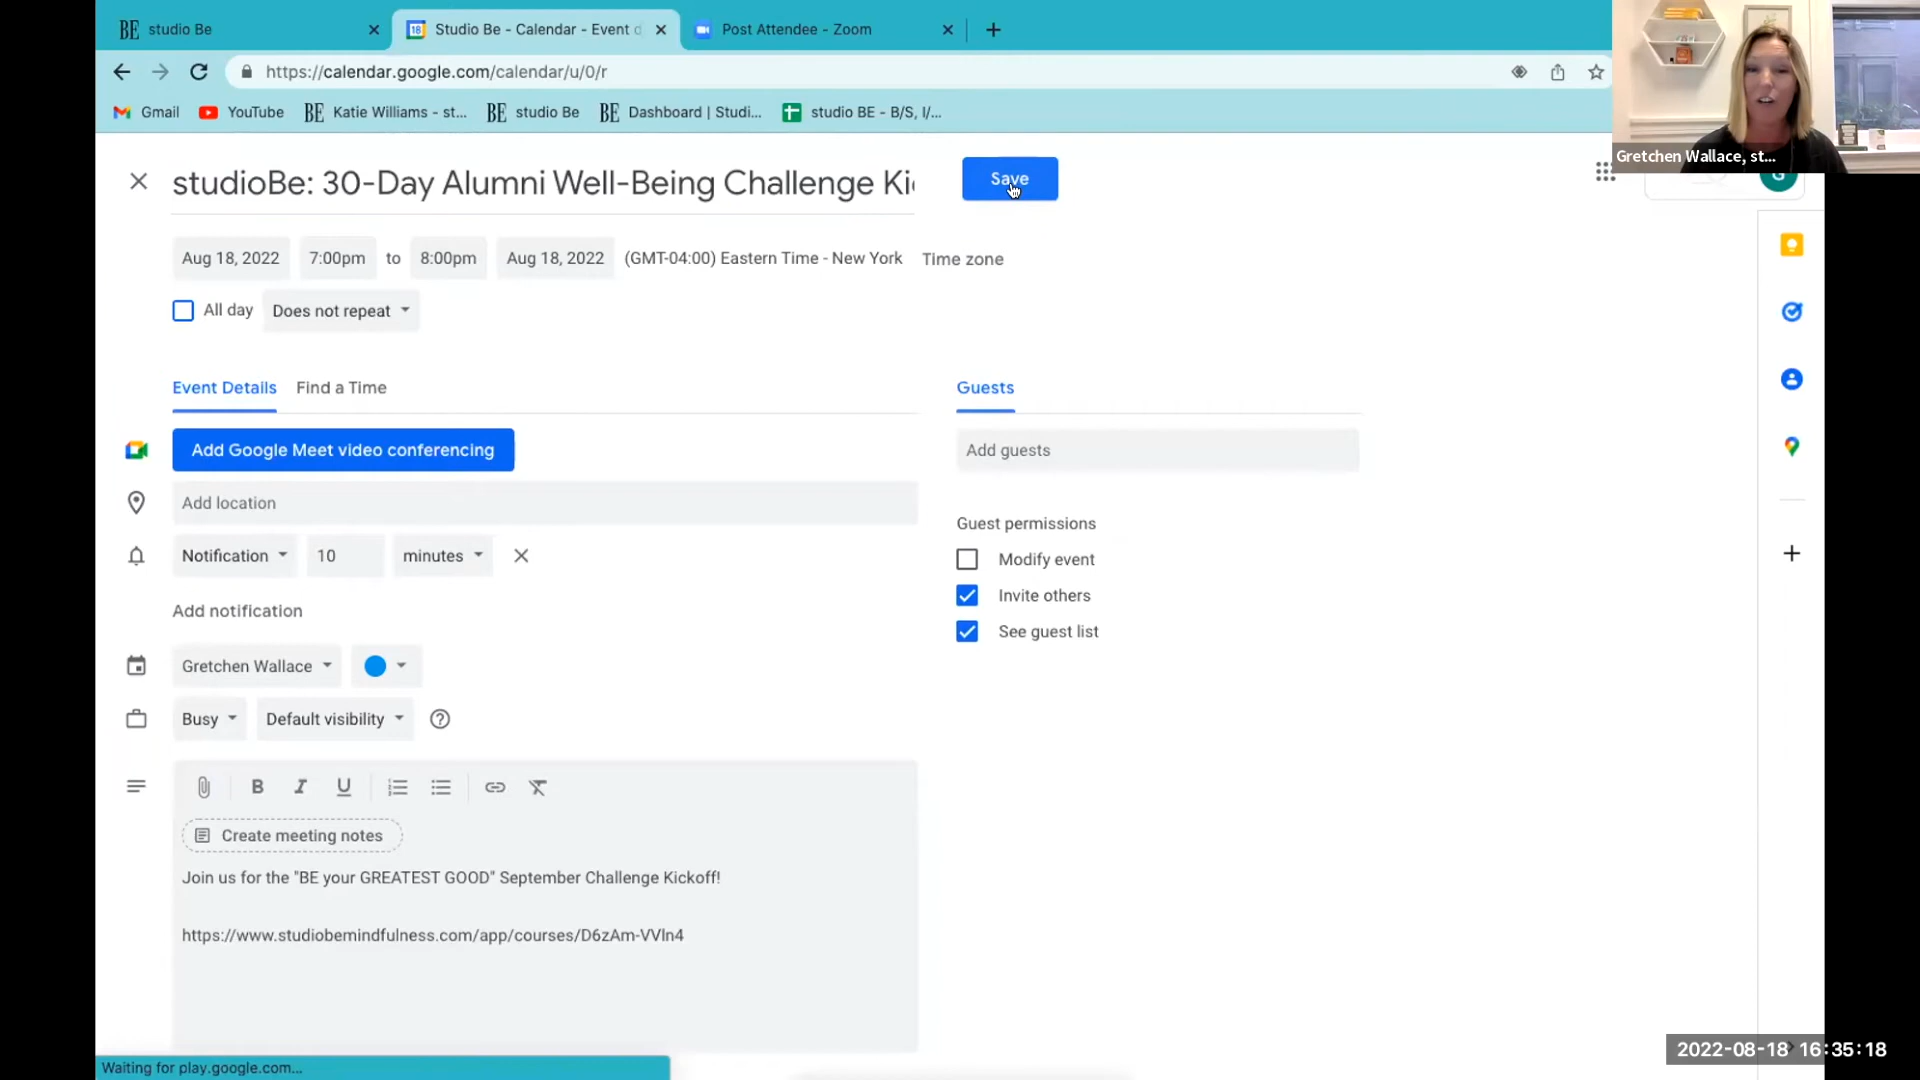 BE studio Be
Studio Be - Calendar - Event d
Post Attendee - Zoom
https://calendar.google.com/calendar/u/0/r
Gmail
YouTube
BE Katie Williams - st...
BE studio Be
BE Dashboard | Studi...
studio BE - B/S, I/...
Gretchen Wallace, st...
studioBe: 30-Day Alumni Well-Being Challenge Ki
Save
G
Aug 18, 2022 7:00pm to 8:00pm Aug 18, 2022 (GMT-04:00) Eastern Time - New York Time zone
All day Does not repeat
Event Details Find a Time
Guests
Add Google Meet video conferencing
Add guests
Add location
Guest permissions
Notification 10 minutes
Modify event
Invite others
Add notification
See guest list
Gretchen Wallace
Busy Default visibility
B I U
Create meeting notes
Join us for the "BE your GREATEST GOOD" September Challenge Kickoff!
https://www.studiobemindfulness.com/app/courses/D6zAm-VVln4
Waiting for play.google.com...
2022-08-18 16:35:18